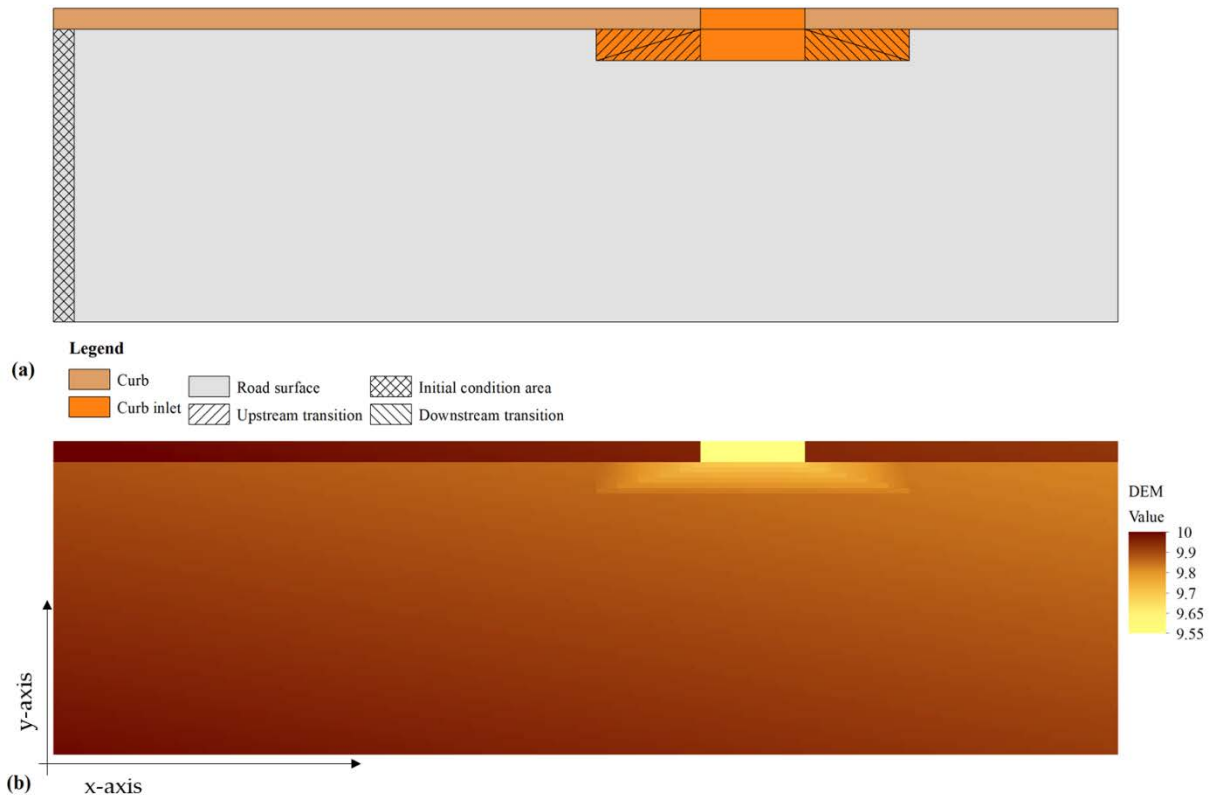 Legend
(a)
Curb
Road surface
Initial condition area
Curb inlet
Upstream transition
Downstream transition
DEM
Value
10
9.9
9.8
9.7
9.65
9.55
y-axis
(b)
x-axis